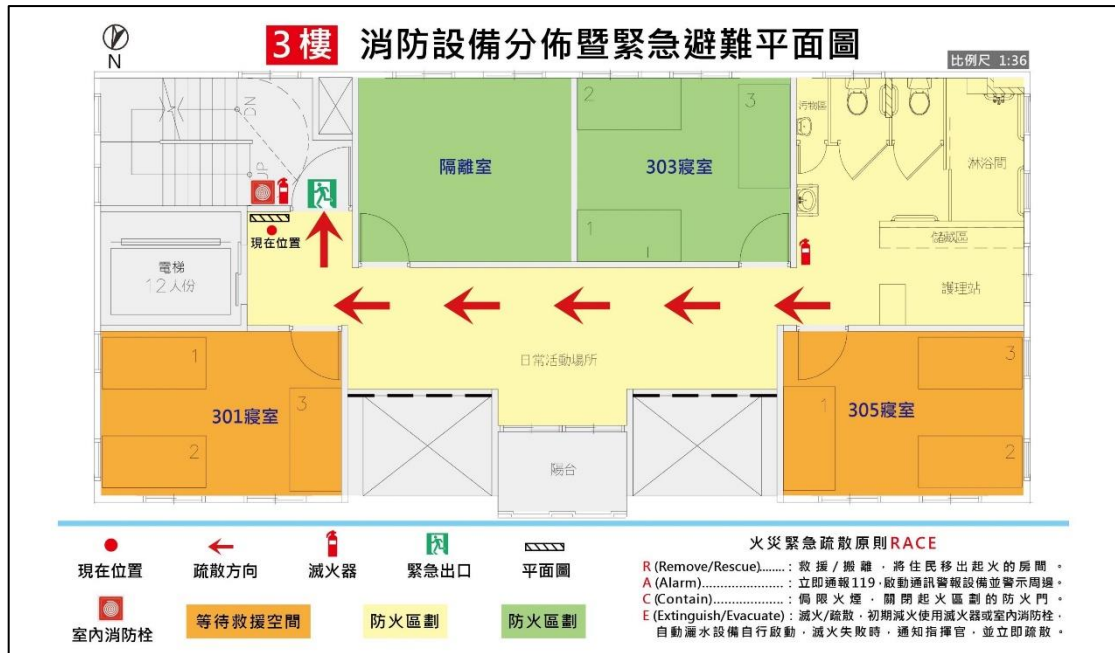 3樓 消防設備分佈暨緊急避難平面圖
N
比例尺 1:36
DN
UP
隔離室
2
3
303寢室
1
污物區
淋浴間
儲藏區
護理站
現在位置
電梯
12人份
日常活動場所
1
301寢室
3
2
陽台
3
305寢室
1
2
現在位置
疏散方向
滅火器
緊急出口
平面圖
室內消防栓
等待救援空間
防火區劃
防火區劃
火災緊急疏散原則RACE
R (Remove/Rescue)........: 救援/搬離，將住民移出起火的房間。
A (Alarm)......................: 立即通報119，啟動通訊警報設備並警示周邊。
C (Contain)...................: 侷限火煙，關閉起火區劃的防火門。
E (Extinguish/Evacuate) : 滅火/疏散，初期滅火使用滅火器或室內消防栓，
自動灑水設備自行啟動，滅火失敗時，通知指揮官，並立即疏散。